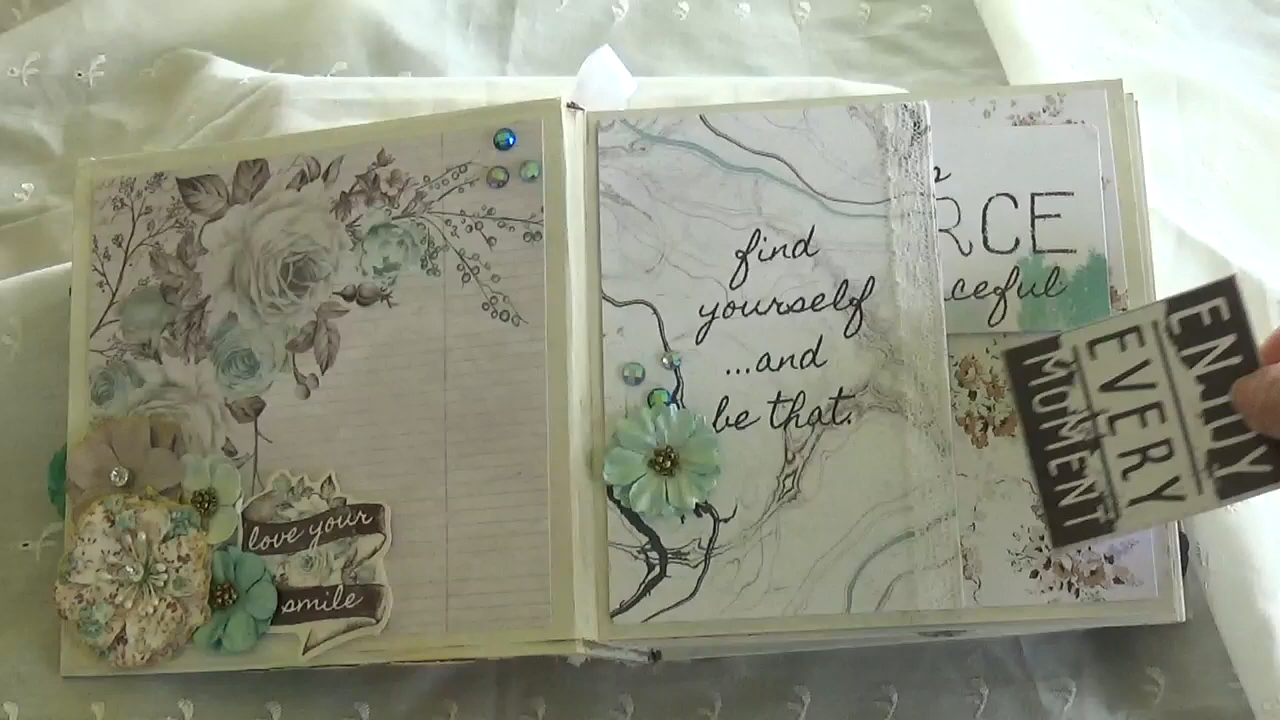 love your
smile
find
yourself
...and
be that.
RCE
ceful
ENJOY
EVERY
MOMENT